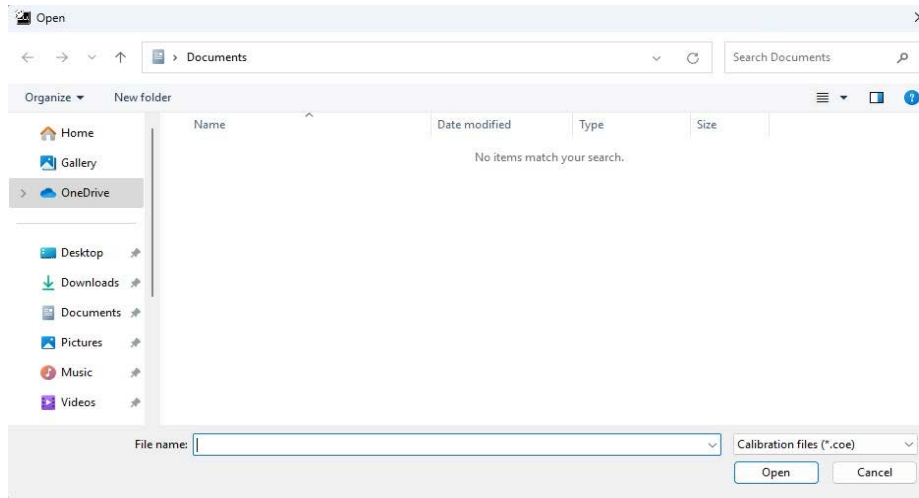 Open
Documents
Search Documents
Organize
New folder
Name
Date modified
Type
Size
No items match your search.
Home
Gallery
OneDrive
Desktop
Downloads
Documents
Pictures
Music
Videos
File name:
Calibration files (*.coe)
Open
Cancel